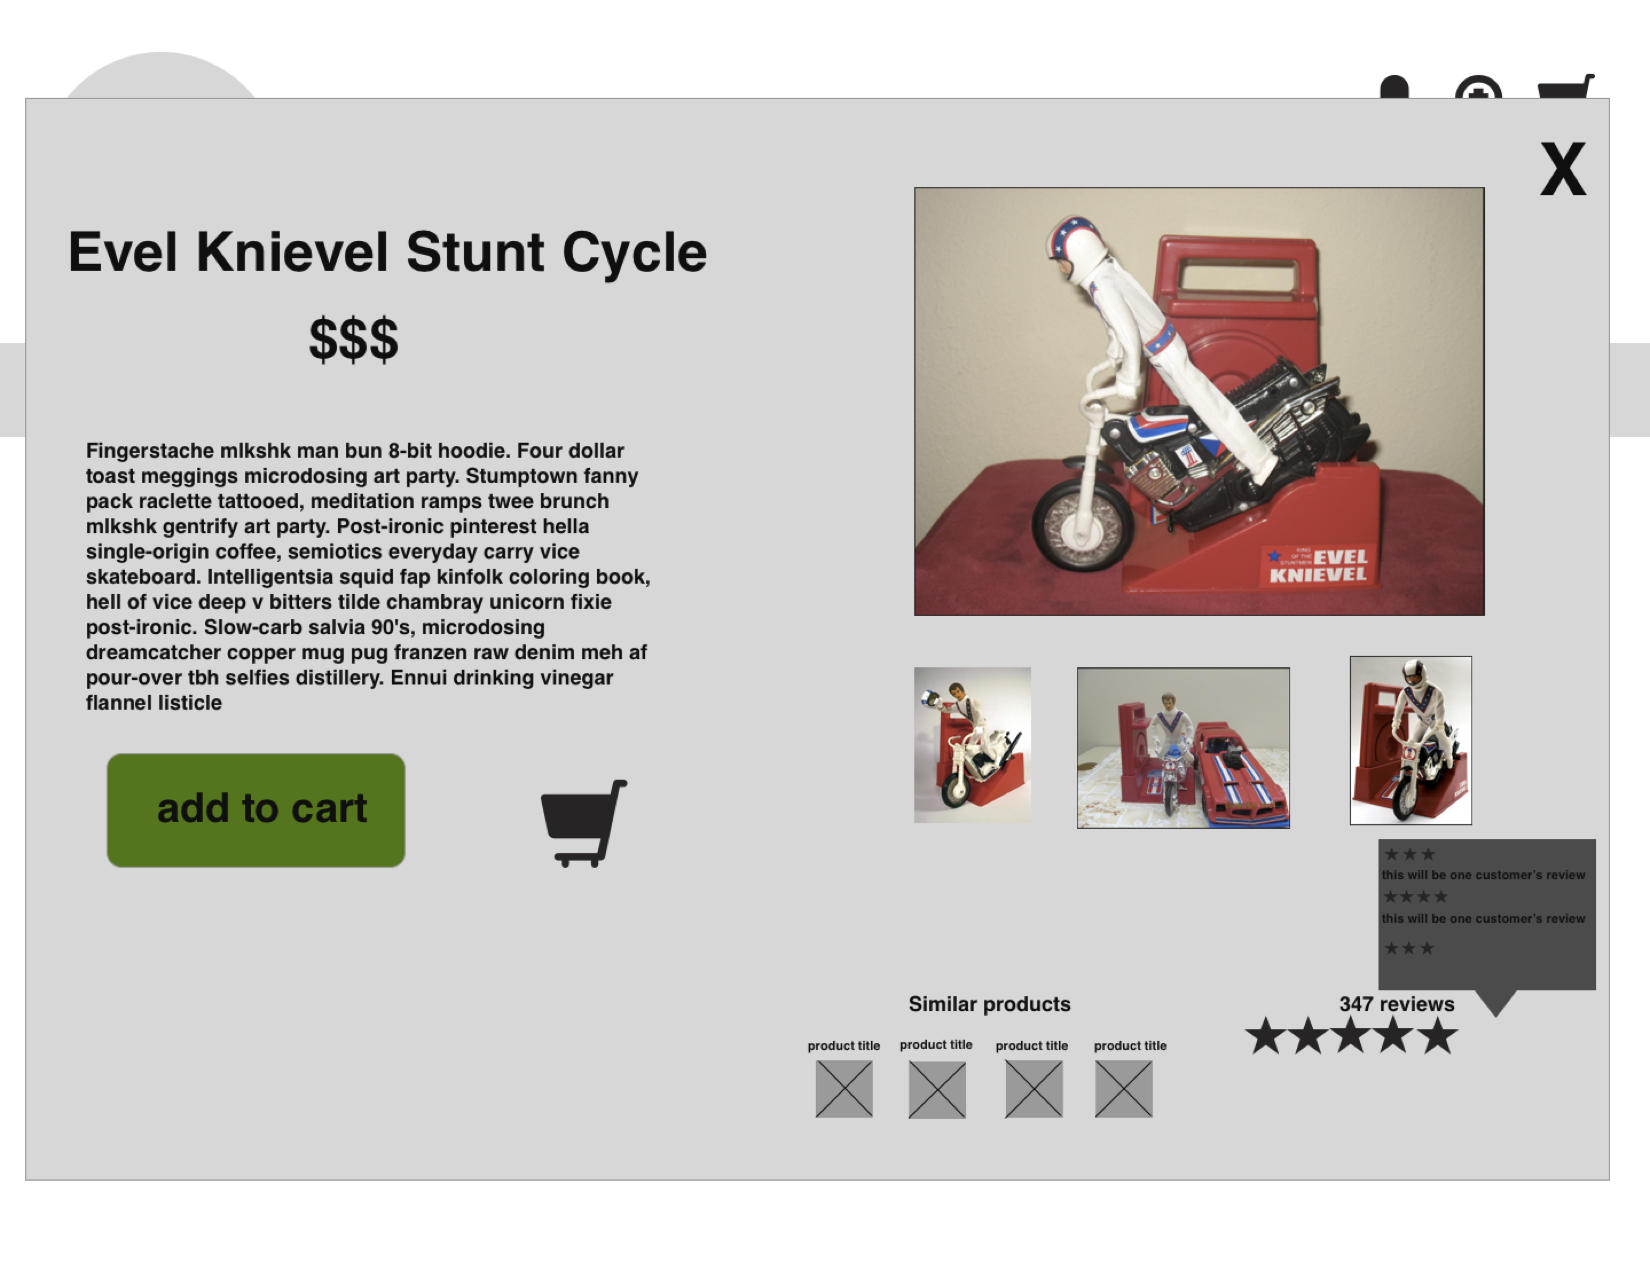 X
Evel Knievel Stunt Cycle
$$$
Fingerstache mlkshk man bun 8-bit hoodie. Four dollar
toast meggings microdosing art party. Stumptown fanny
pack raclette tattooed, meditation ramps twee brunch
mlkshk gentrify art party. Post-ironic pinterest hella
single-origin coffee, semiotics everyday carry vice
skateboard. Intelligentsia squid fap kinfolk coloring book,
hell of vice deep v bitters tilde chambray unicorn fixie
post-ironic. Slow-carb salvia 90's, microdosing
dreamcatcher copper mug pug franzen raw denim meh af
pour-over tbh selfies distillery. Ennui drinking vinegar
flannel listicle
add to cart
KING
OF THE
STUNTMEN
EVEL
KNIEVEL
this will be one customer's review
this will be one customer's review
Similar products
347 reviews
product title
product title
product title
product title